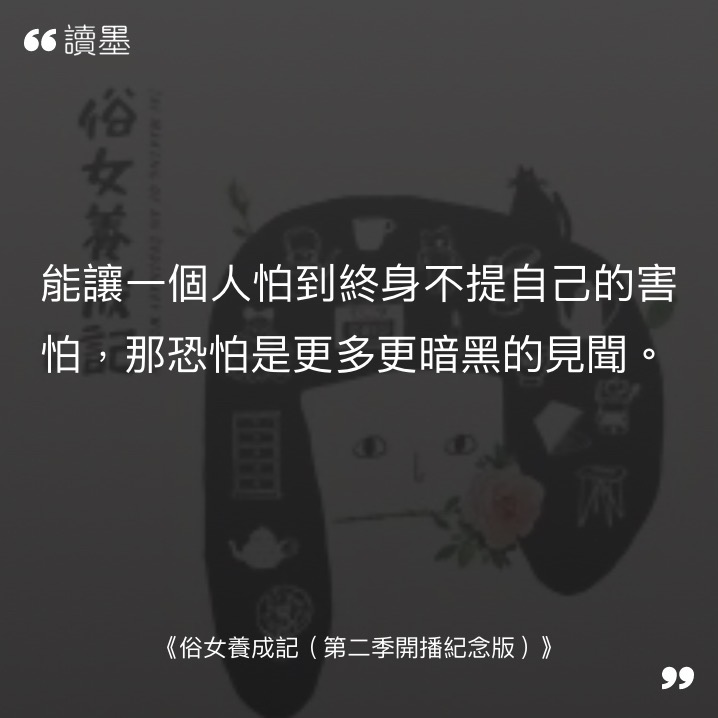 讀墨
俗女養成記
能讓一個人怕到終身不提自己的害
怕，那恐怕是更多更暗黑的見聞。
《俗女養成記（第二季開播紀念版）》